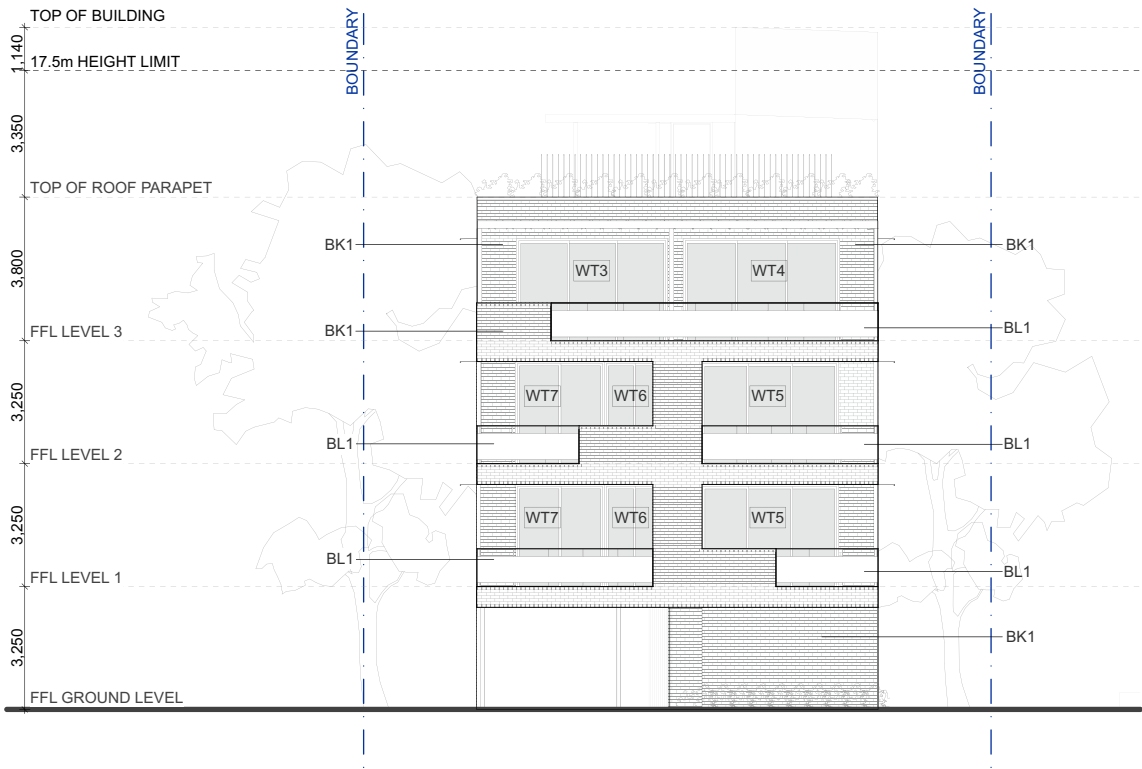 TOP OF BUILDING
1,140
17.5m HEIGHT LIMIT
BOUNDARY
BOUNDARY
3,350
TOP OF ROOF PARAPET
BK1
BK1
WT3
WT4
3,800
BK1
BL1
FFL LEVEL 3
WT7
WT6
WT5
3,250
BL1
BL1
FFL LEVEL 2
WT7
WT6
WT5
3,250
BL1
BL1
FFL LEVEL 1
BK1
3,250
FFL GROUND LEVEL